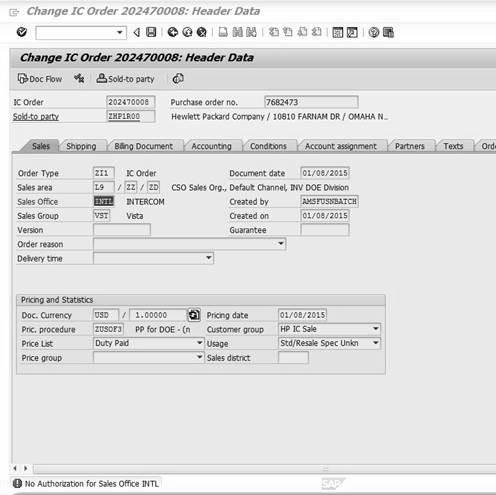 Change IC Order 202470008: Header Data
Change IC Order 202470008: Header Data
Doc Flow Sold-to party
IC Order 202470008 Purchase order no. 7682473
Sold-to party ZHP1R00 Hewlett Packard Company / 10810 FARNAM DR / OMAHA N..
Sales Shipping Billing Document Accounting Conditions Account assignment Partners Texts Orde
Order Type ZI1 IC Order Document date 01/08/2015
Sales area L9 / ZZ / ZD CSO Sales Org., Default Channel, INV DOE Division
Sales Office INTL INTERCOM Created by AMSFUSNBATCH
Sales Group VST Vista Created on 01/08/2015
Version Guarantee
Order reason
Delivery time
Pricing and Statistics
Doc. Currency USD / 1.00000 Pricing date 01/08/2015
Pric. procedure ZUSOF3 PP for DOE - (n Customer group HP IC Sale
Price List Duty Paid Usage Std/Resale Spec Unkn
Price group Sales district
No Authorization for Sales Office INTL SAP